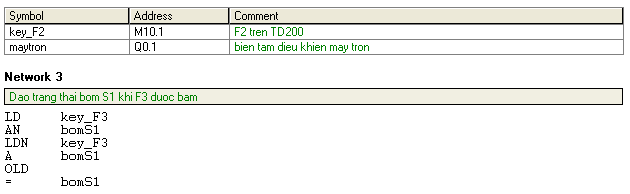 Symbol Address Comment
key_F2 M10.1 F2 tren TD200
maytron Q0.1 bien tam dieu khien may tron
Network 3
Dao trang thai bom S1 khi F3 duoc bam
LD key_F3
AN bomS1
LDN key_F3
A bomS1
OLD
= bomS1